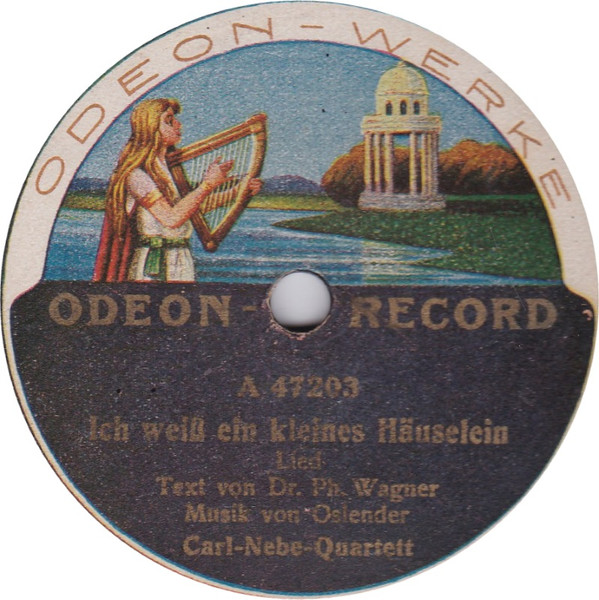 ODEON-WERKE
ODEON- RECORD
A 47203
Ich weiß ein kleines Häuselein
Lied
Text von Dr. Ph. Wagner
Musik von Ostender
Carl-Nebe-Quartett